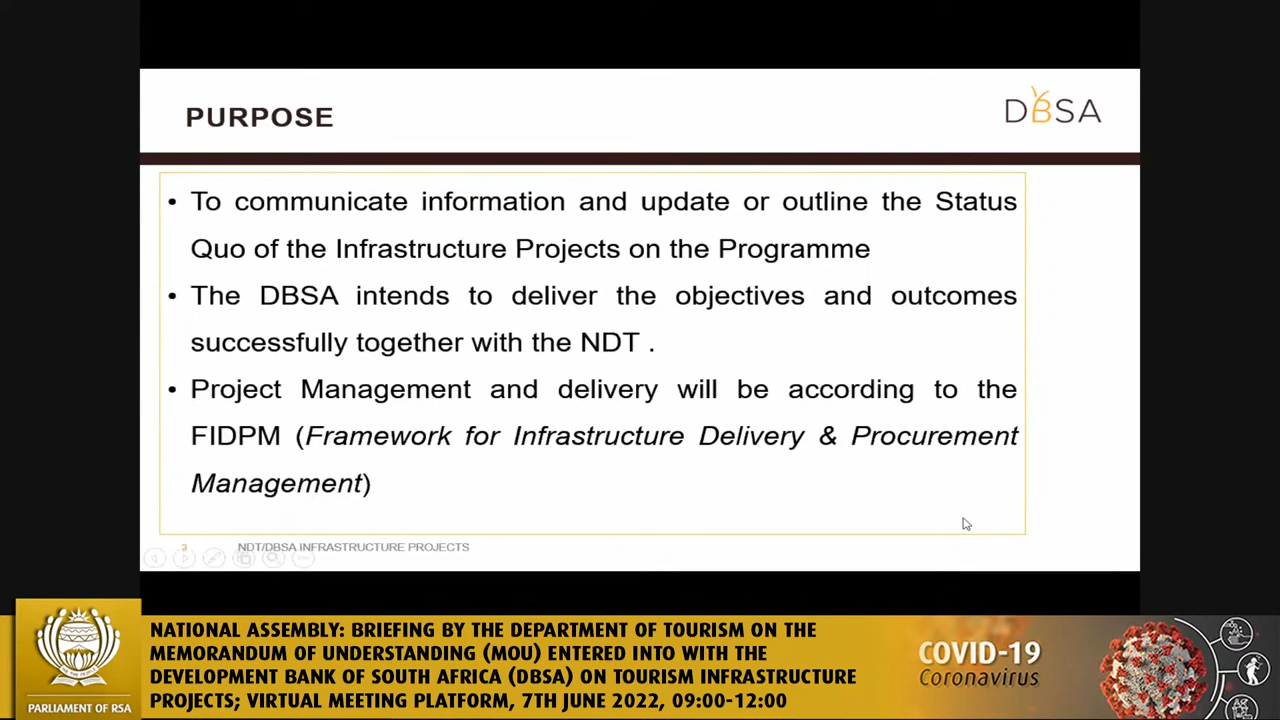 PURPOSE
DBSA
• To communicate information and update or outline the Status
Quo of the Infrastructure Projects on the Programme
• The DBSA intends to deliver the objectives and outcomes
successfully together with the NDT .
• Project Management and delivery will be according to the
FIDPM (Framework for Infrastructure Delivery & Procurement
Management)
3 NDT/DBSA INFRASTRUCTURE PROJECTS
NATIONAL ASSEMBLY: BRIEFING BY THE DEPARTMENT OF TOURISM ON THE
MEMORANDUM OF UNDERSTANDING (MOU) ENTERED INTO WITH THE
DEVELOPMENT BANK OF SOUTH AFRICA (DBSA) ON TOURISM INFRASTRUCTURE
PROJECTS; VIRTUAL MEETING PLATFORM, 7TH JUNE 2022, 09:00-12:00
PARLIAMENT OF RSA
COVID-19
Coronavirus